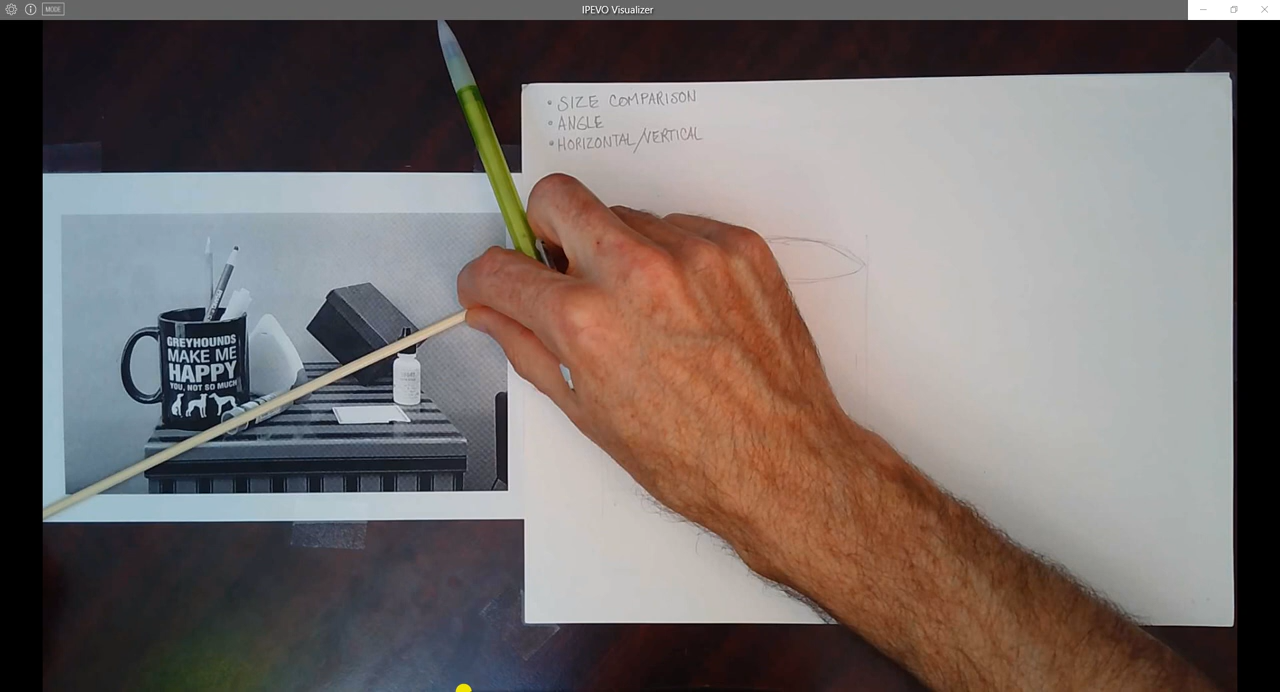 MODE
IPEVO Visualizer
• SIZE COMPARISON
• ANGLE
• HORIZONTAL/VERTICAL
GREYHOUNDS
MAKE ME
HAPPY
YOU, NOT SO MUCH